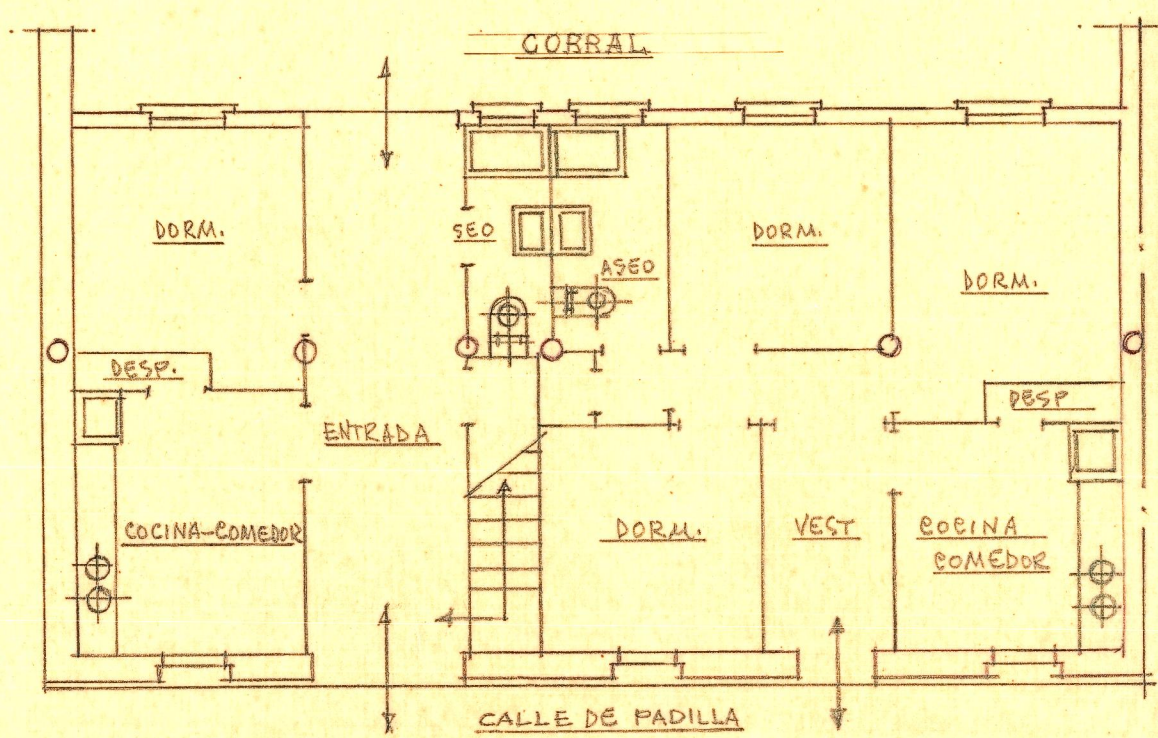 CORRAL
DORM.
SEO
ASEO
DORM.
DORM.
DESP.
DESP
ENTRADA
COCINA-COMEDOR
DORM.
VEST
COCINA
COMEDOR
CALLE DE PADILLA